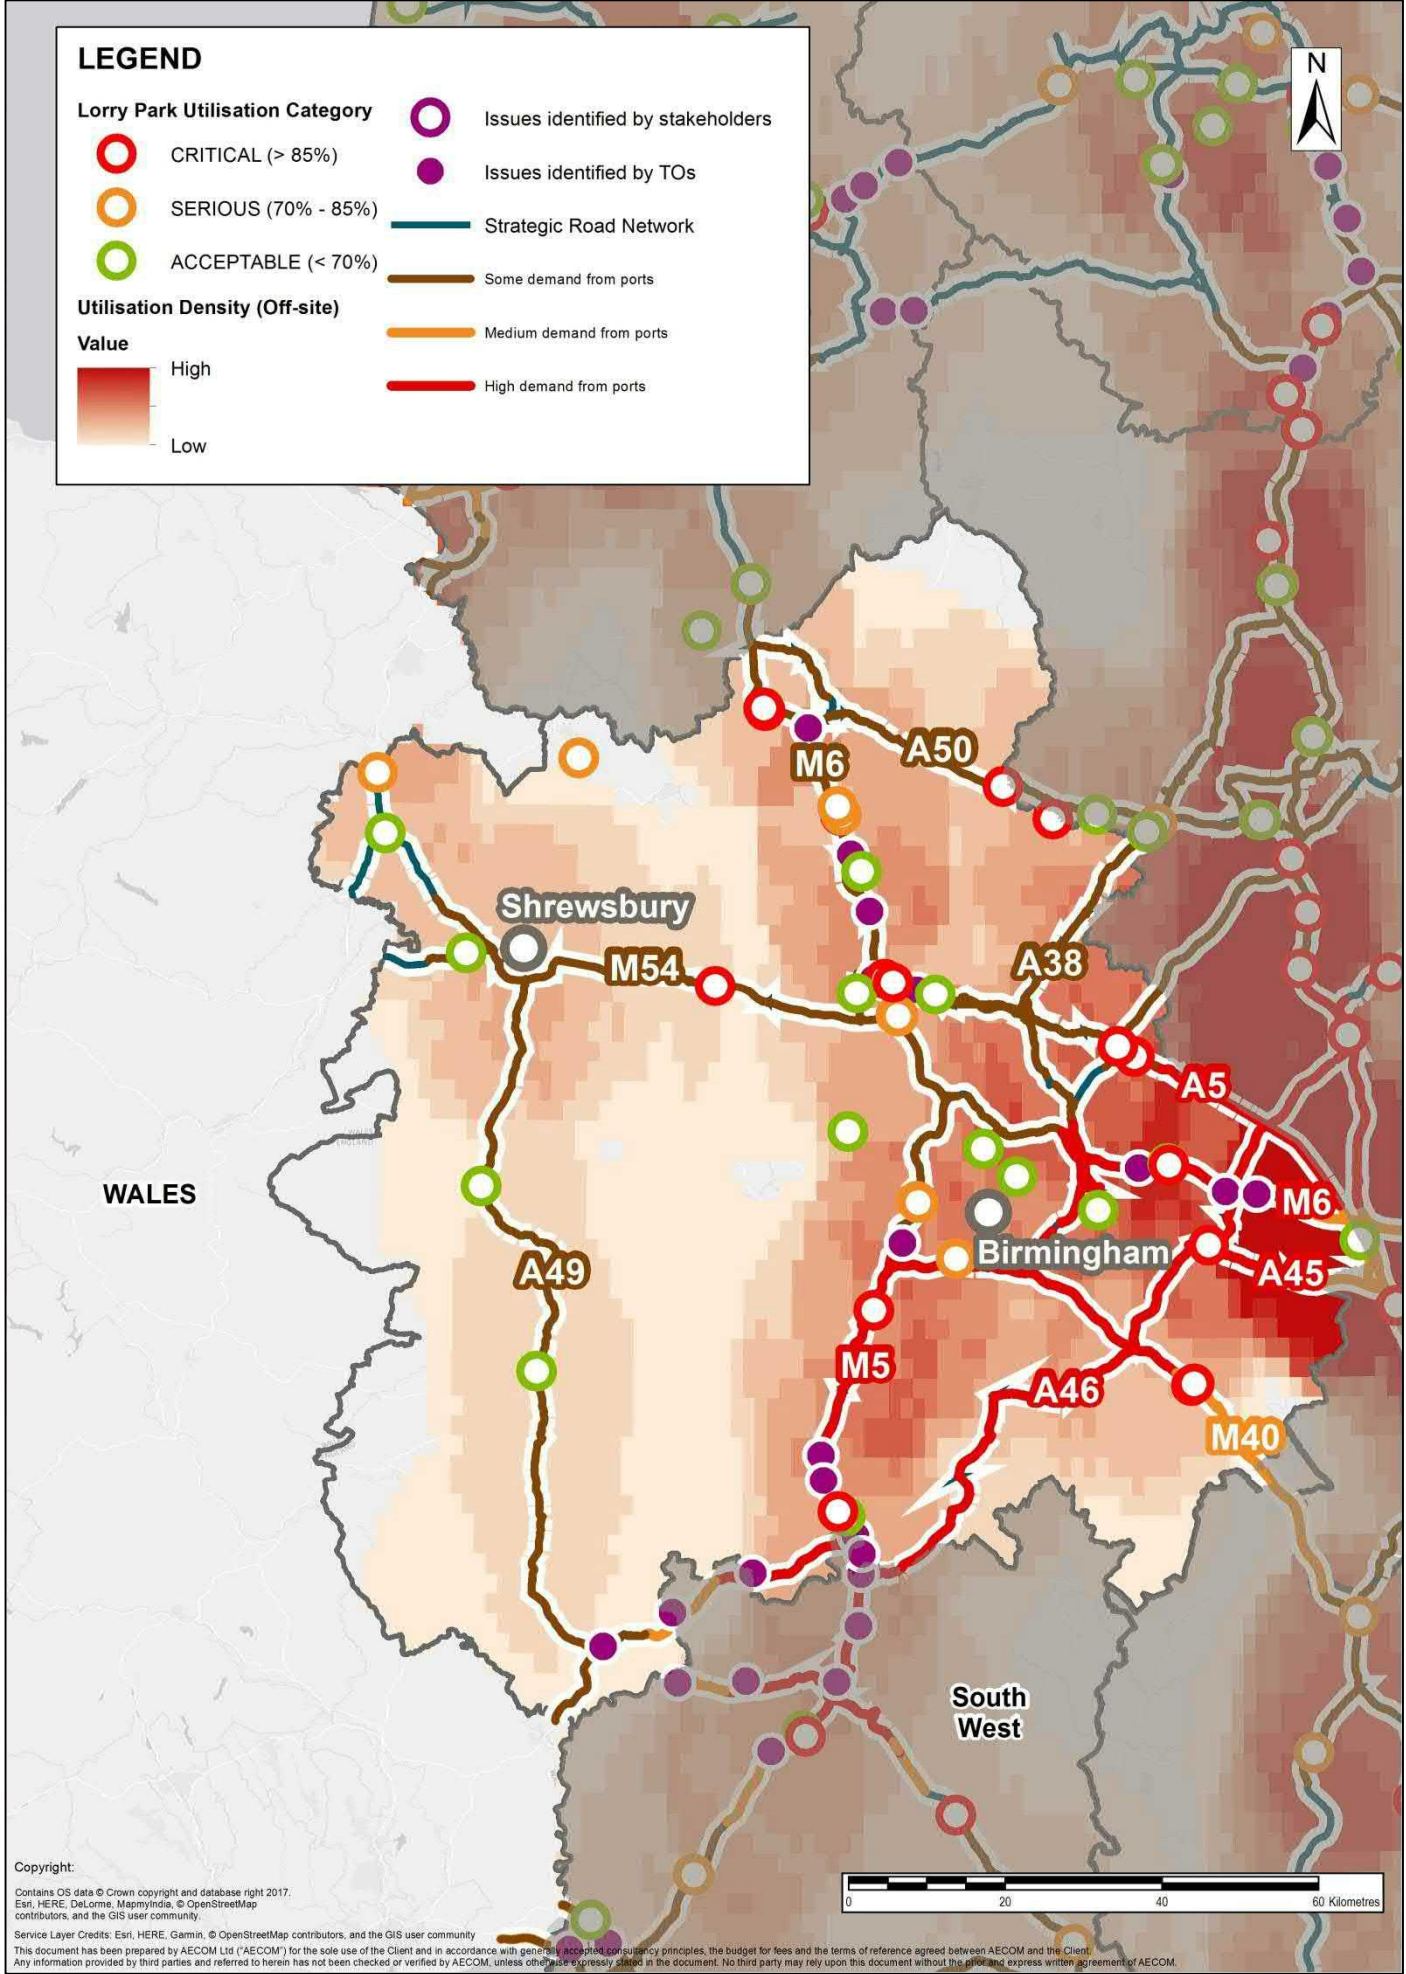 LEGEND
Lorry Park Utilisation Category
CRITICAL (> 85%)
SERIOUS (70% - 85%)
ACCEPTABLE (< 70%)
Utilisation Density (Off-site)
Value
High
Low
Issues identified by stakeholders
Issues identified by TOs
Strategic Road Network
Some demand from ports
Medium demand from ports
High demand from ports
N
M6
A50
Shrewsbury
M54
A38
A5
WALES
M6
Birmingham
A45
A49
M5
A46
M40
South
West
Copyright:
Contains OS data © Crown copyright and database right 2017.
Esri, HERE, DeLorme, MapmyIndia, © OpenStreetMap
contributors, and the GIS user community.
Service Layer Credits: Esri, HERE, Garmin, © OpenStreetMap contributors, and the GIS user community
This document has been prepared by AECOM Ltd ("AECOM") for the sole use of the Client and in accordance with generally accepted consultancy principles, the budget for fees and the terms of reference agreed between AECOM and the Client.
Any information provided by third parties and referred to herein has not been checked or verified by AECOM, unless otherwise expressly stated in the document. No third party may rely upon this document without the prior and express written agreement of AECOM.
0 20 40 60 Kilometres